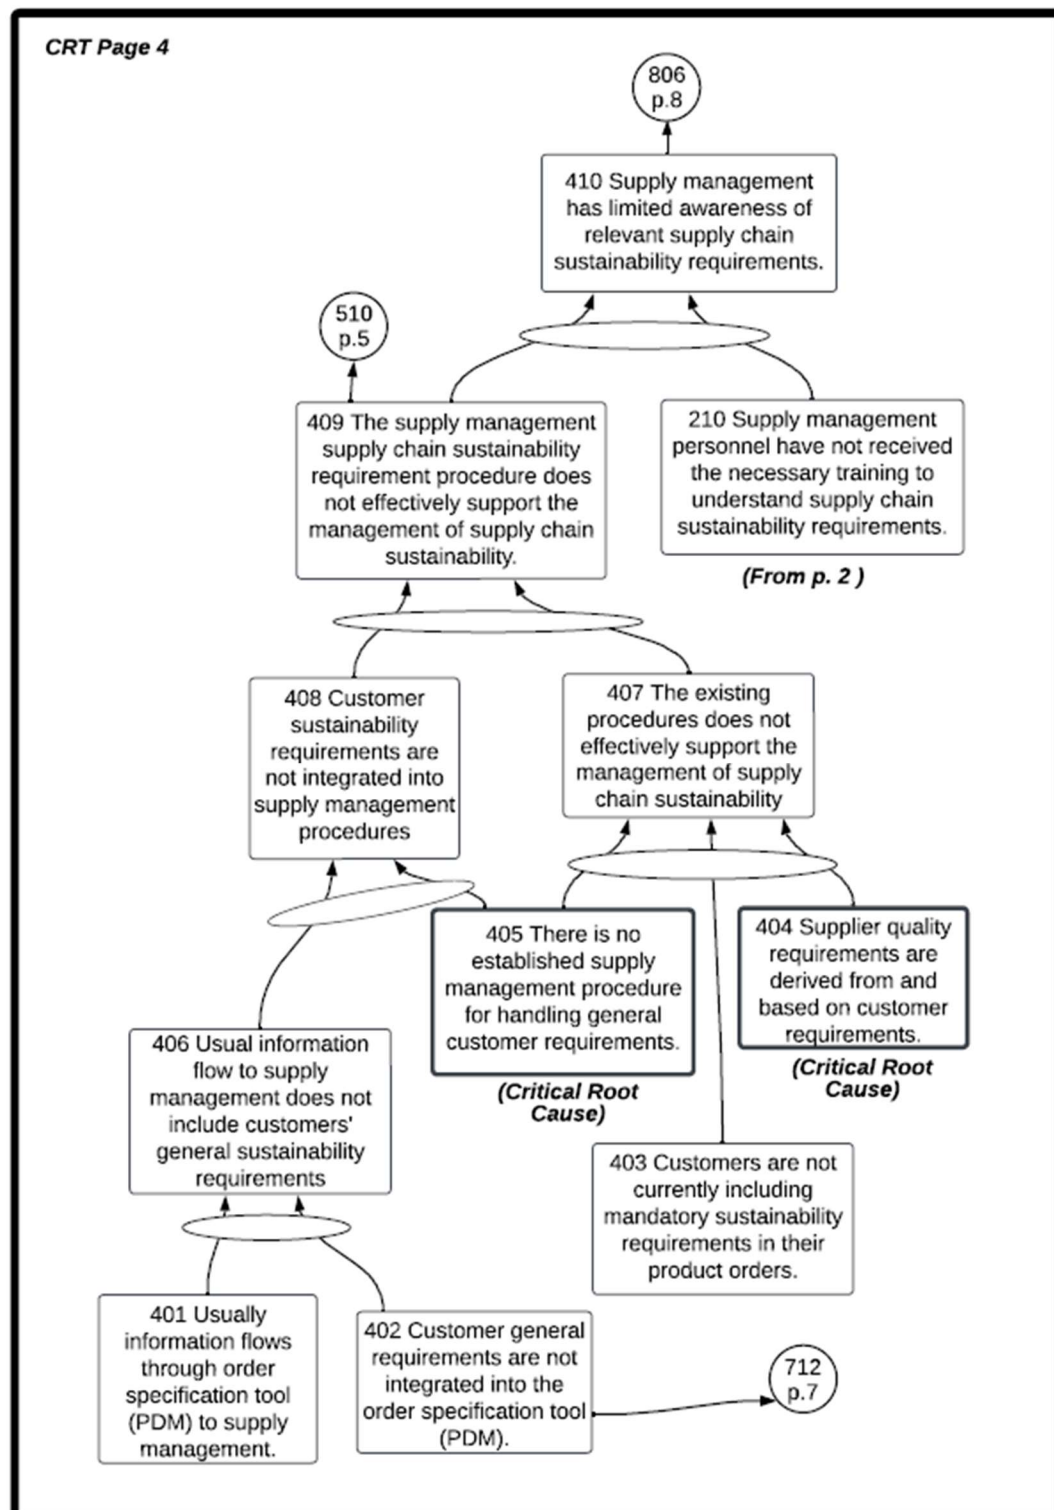 CRT Page 4
806
p.8
410 Supply management
has limited awareness of
relevant supply chain
sustainability requirements.
510
p.5
409 The supply management
supply chain sustainability
requirement procedure does
not effectively support the
management of supply chain
sustainability.
210 Supply management
personnel have not received
the necessary training to
understand supply chain
sustainability requirements.
(From p. 2 )
408 Customer
sustainability
requirements are
not integrated into
supply management
procedures
407 The existing
procedures does not
effectively support the
management of supply
chain sustainability
405 There is no
established supply
management procedure
for handling general
customer requirements.
(Critical Root
Cause)
404 Supplier quality
requirements are
derived from and
based on customer
requirements.
(Critical Root
Cause)
406 Usual information
flow to supply
management does not
include customers'
general sustainability
requirements
403 Customers are not
currently including
mandatory sustainability
requirements in their
product orders.
401 Usually
information flows
through order
specification tool
(PDM) to supply
management.
402 Customer general
requirements are not
integrated into the
order specification tool
(PDM).
712
p.7